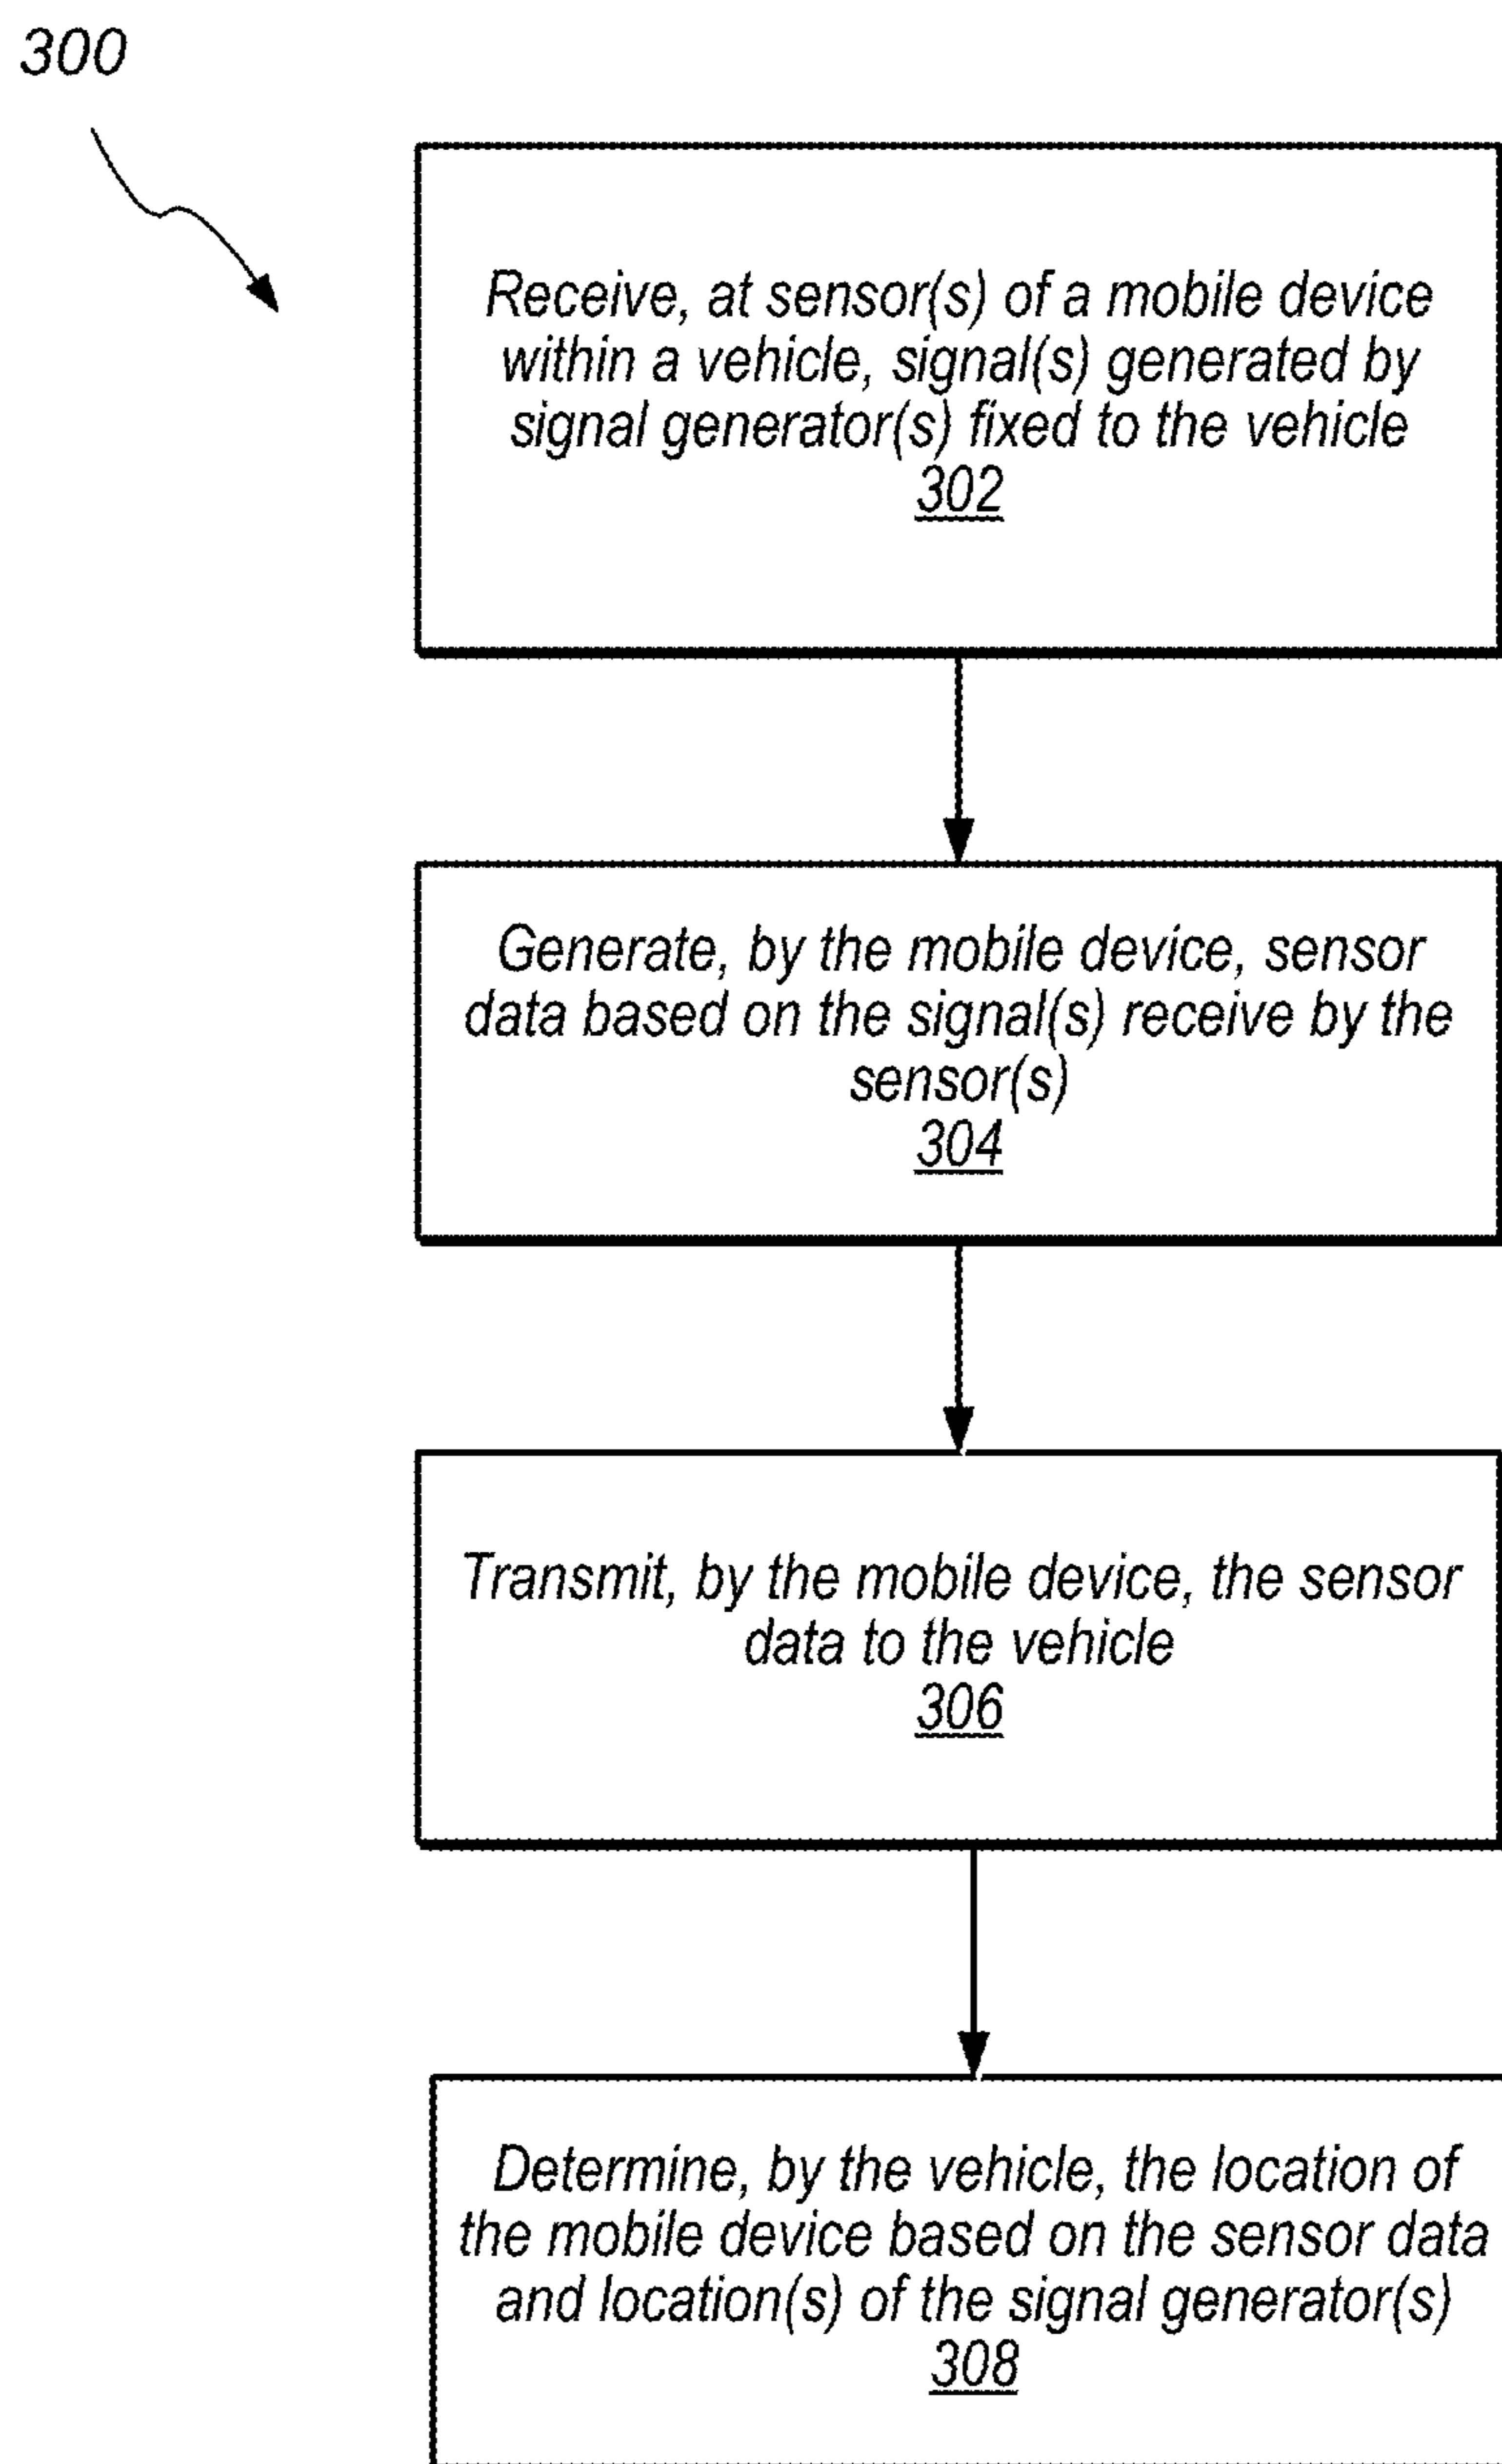 300
Receive, at sensor(s) of a mobile device
within a vehicle, signal(s) generated by
signal generator(s) fixed to the vehicle
302
Generate, by the mobile device, sensor
data based on the signal(s) receive by the
sensor(s)
304
Transmit, by the mobile device, the sensor
data to the vehicle
306
Determine, by the vehicle, the location of
the mobile device based on the sensor data
and location(s) of the signal generator(s)
308